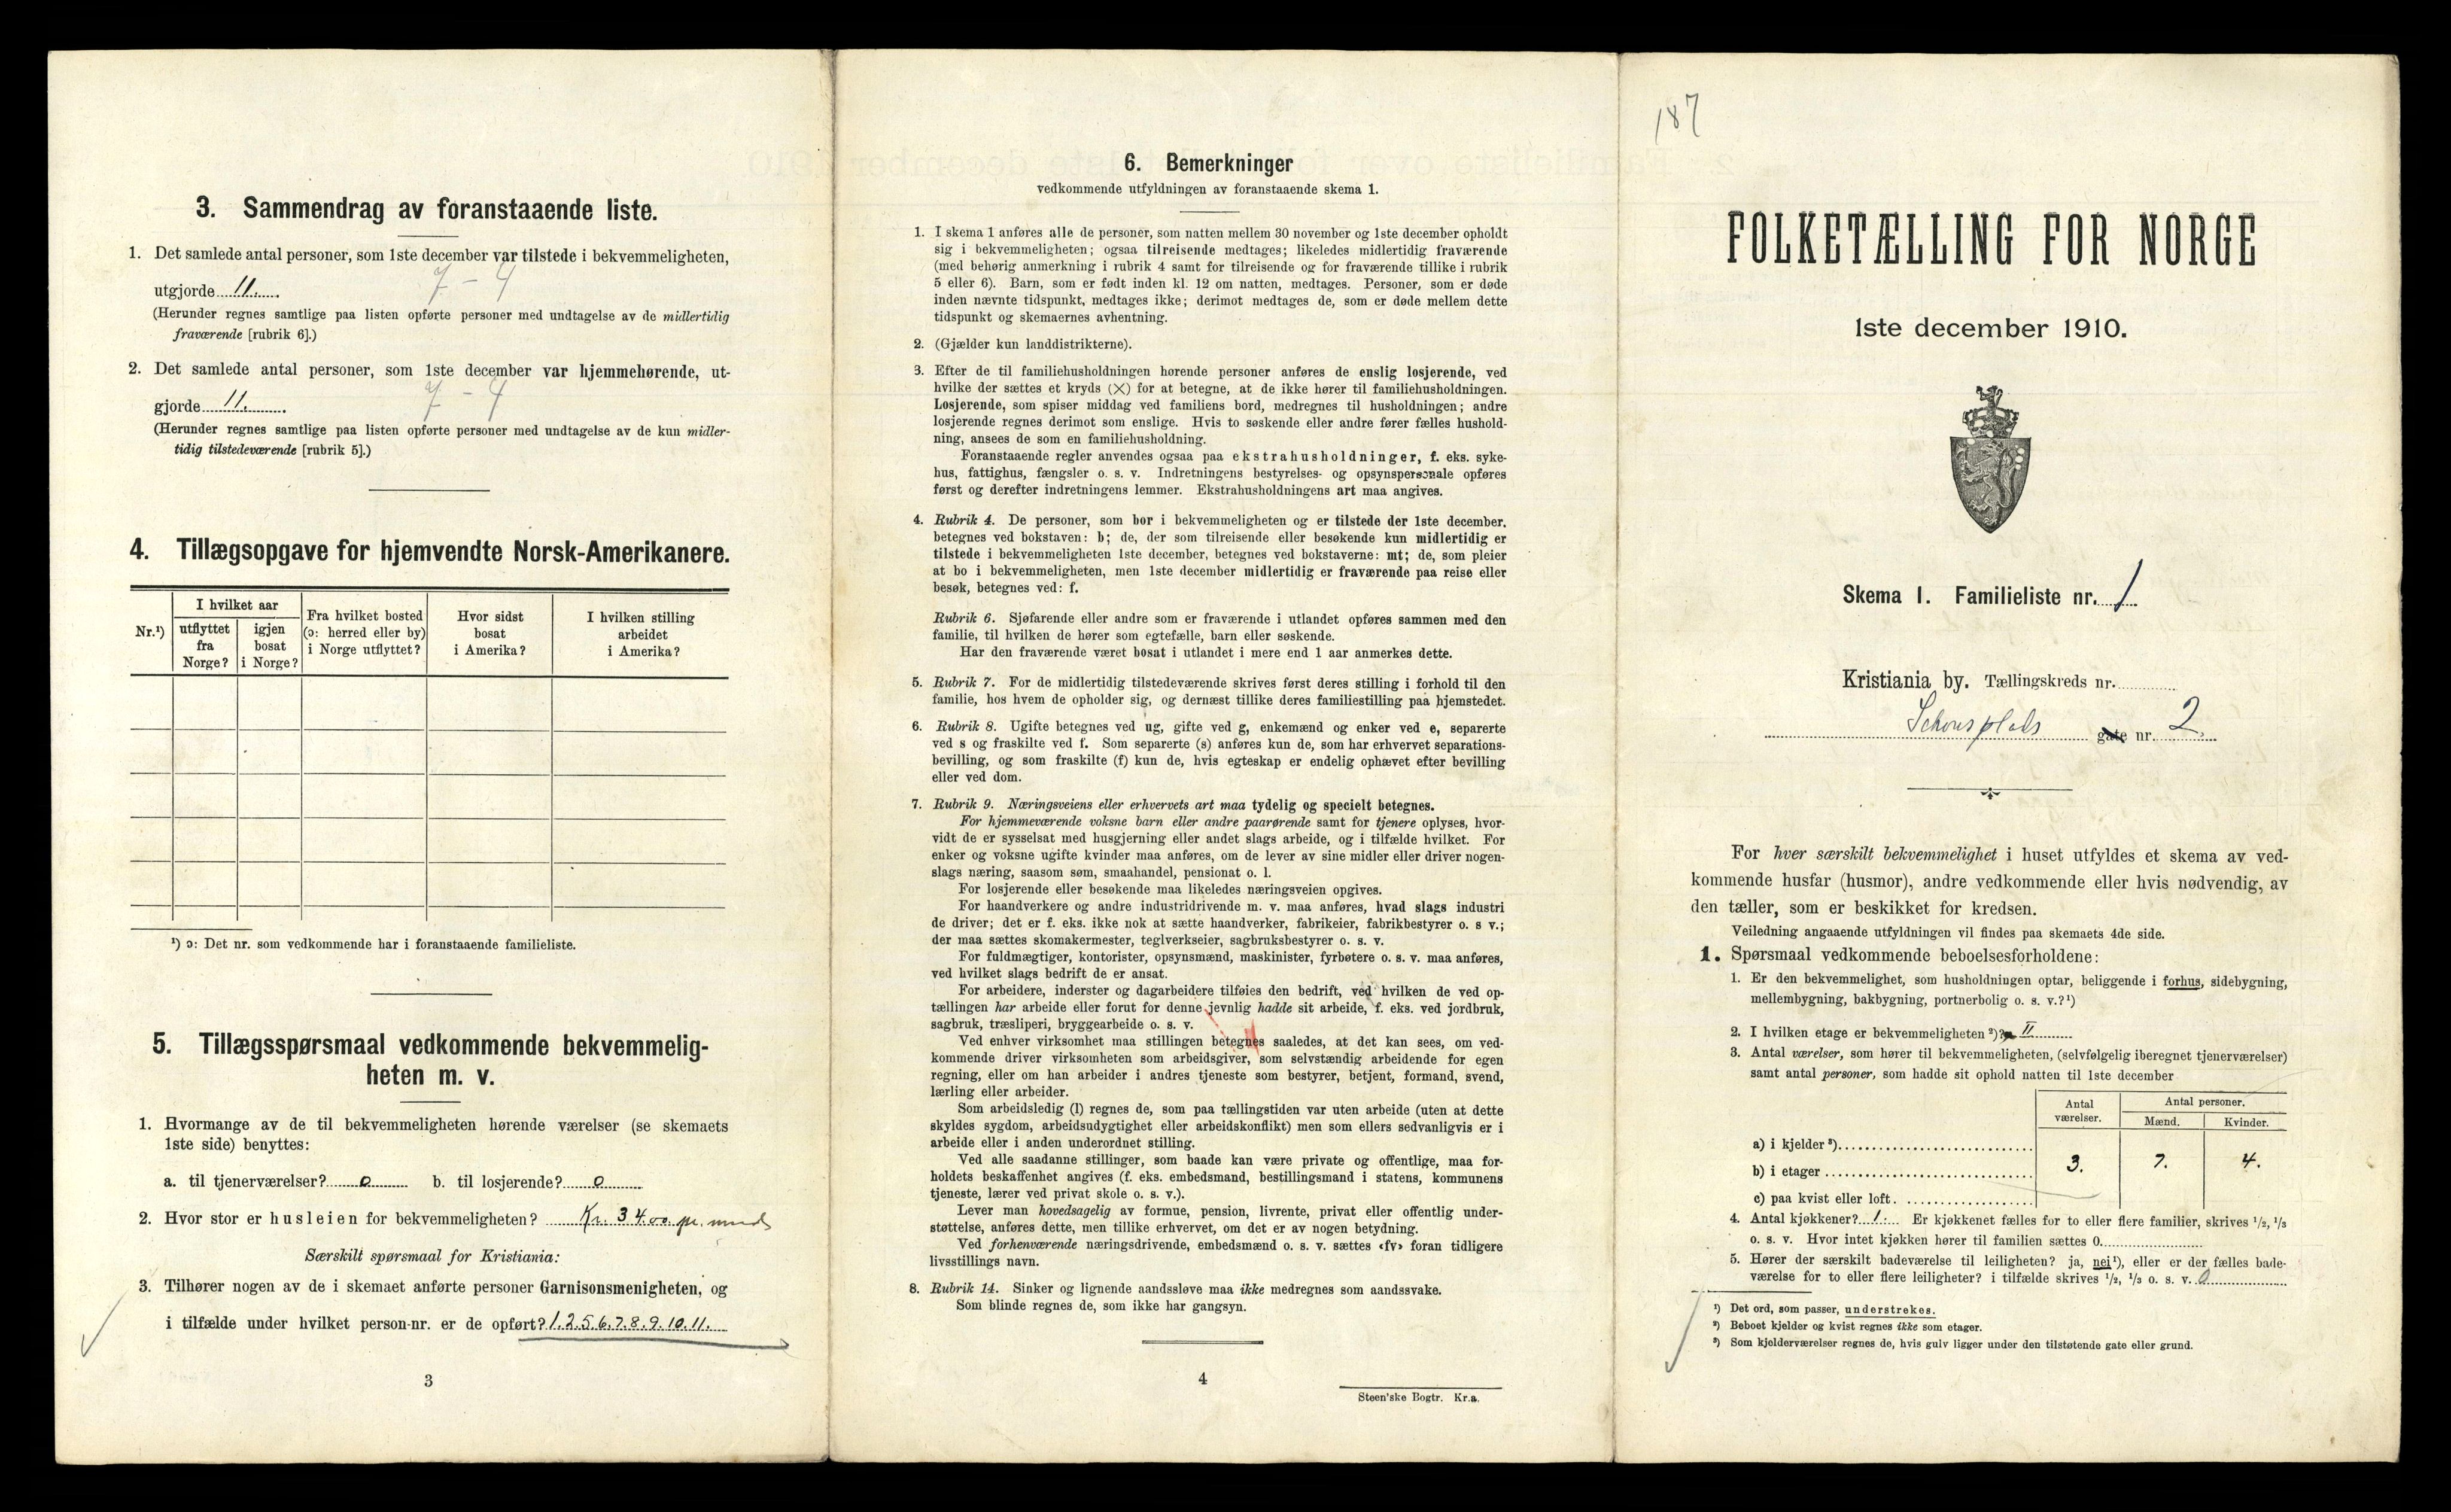 3. Sammendrag av foranstaaende liste.
1. Det samlede antal personer, som 1ste december var tilstede i bekvemmeligheten,
utgjorde 11. 7 - 4
(Herunder regnes samtlige paa listen opførte personer med undtagelse av de midlertidig
fraværende [rubrik 6].)
2. Det samlede antal personer, som 1ste december var hjemmehørende, ut-
gjorde 11. 7 - 4
(Herunder regnes samtlige paa listen opførte personer med undtagelse av de kun midler-
tidig tilstedeværende [rubrik 5].)
4. Tillægsopgave for hjemvendte Norsk-Amerikanere.
Nr.¹)
I hvilket aar
utflyttet
fra
Norge?
igjen
bosat
i Norge?
Fra hvilket bosted
(ɔ: herred eller by)
i Norge utflyttet?
Hvor sidst
bosat
i Amerika?
I hvilken stilling
arbeidet
i Amerika?
¹) ɔ: Det nr. som vedkommende har i foranstaaende familieliste.
5. Tillægsspørsmaal vedkommende bekvemmelig-
heten m. v.
1. Hvormange av de til bekvemmeligheten hørende værelser (se skemaets
1ste side) benyttes:
a. til tjenerværelser? 0 b. til losjerende? 0
2. Hvor stor er husleien for bekvemmeligheten? Kr. 34.00 pr. mnd
Særskilt spørsmaal for Kristiania:
3. Tilhører nogen av de i skemaet anførte personer Garnisonsmenigheten, og
i tilfælde under hvilket person-nr. er de opført? 1.2.5.6.7.8.9.10.11.
3
6. Bemerkninger
vedkommende utfyldningen av foranstaaende skema 1.
1. I skema 1 anføres alle de personer, som natten mellem 30 november og 1ste december opholdt
sig i bekvemmeligheten; ogsaa tilreisende medtages; likeledes midlertidig fraværende
(med behørig anmerkning i rubrik 4 samt for tilreisende og for fraværende tillike i rubrik
5 eller 6). Barn, som er født inden kl. 12 om natten, medtages. Personer, som er døde
inden nævnte tidspunkt, medtages ikke; derimot medtages de, som er døde mellem dette
tidspunkt og skemaernes avhentning.
2. (Gjælder kun landdistrikterne).
3. Efter de til familiehusholdningen hørende personer anføres de enslig losjerende, ved
hvilke der sættes et kryds (×) for at betegne, at de ikke hører til familiehusholdningen.
Losjerende, som spiser middag ved familiens bord, medregnes til husholdningen; andre
losjerende regnes derimot som enslige. Hvis to søskende eller andre fører fælles hushold-
ning, ansees de som en familiehusholdning.
Foranstaaende regler anvendes ogsaa paa ekstrahusholdninger, f. eks. syke-
hus, fattighus, fængsler o. s. v. Indretningens bestyrelses- og opsynspersonale opføres
først og derefter indretningens lemmer. Ekstrahusholdningens art maa angives.
4. Rubrik 4. De personer, som bor i bekvemmeligheten og er tilstede der 1ste december,
betegnes ved bokstaven: b; de, der som tilreisende eller besøkende kun midlertidig er
tilstede i bekvemmeligheten 1ste december, betegnes ved bokstaverne: mt; de, som pleier
at bo i bekvemmeligheten, men 1ste december midlertidig er fraværende paa reise eller
besøk, betegnes ved: f.
Rubrik 6. Sjøfarende eller andre som er fraværende i utlandet opføres sammen med den
familie, til hvilken de hører som egtefælle, barn eller søskende.
Har den fraværende været bosat i utlandet i mere end 1 aar anmerkes dette.
5. Rubrik 7. For de midlertidig tilstedeværende skrives først deres stilling i forhold til den
familie, hos hvem de opholder sig, og dernæst tillike deres familiestilling paa hjemstedet.
6. Rubrik 8. Ugifte betegnes ved ug, gifte ved g, enkemænd og enker ved e, separerte
ved s og fraskilte ved f. Som separerte (s) anføres kun de, som har erhvervet separations-
bevilling, og som fraskilte (f) kun de, hvis egteskap er endelig ophævet efter bevilling
eller ved dom.
7. Rubrik 9. Næringsveiens eller erhvervets art maa tydelig og specielt betegnes.
For hjemmeværende voksne barn eller andre paarørende samt for tjenere oplyses, hvor-
vidt de er sysselsat med husgjerning eller andet slags arbeide, og i tilfælde hvilket. For
enker og voksne ugifte kvinder maa anføres, om de lever av sine midler eller driver nogen-
slags næring, saasom søm, smaahandel, pensionat o. l.
For losjerende eller besøkende maa likeledes næringsveien opgives.
For haandverkere og andre industridrivende m. v. maa anføres, hvad slags industri
de driver; det er f. eks. ikke nok at sætte haandverker, fabrikeier, fabrikbestyrer o. s v.;
der maa sættes skomakermester, teglverkseier, sagbruksbestyrer o. s. v.
For fuldmægtiger, kontorister, opsynsmænd, maskinister, fyrbøtere o. s. v. maa anføres,
ved hvilket slags bedrift de er ansat.
For arbeidere, inderster og dagarbeidere tilføies den bedrift, ved hvilken de ved op-
tællingen har arbeide eller forut for denne jevnlig hadde sit arbeide, f. eks. ved jordbruk,
sagbruk, træsliperi, bryggearbeide o. s. v.
Ved enhver virksomhet maa stillingen betegnes saaledes, at det kan sees, om ved-
kommende driver virksomheten som arbeidsgiver, som selvstændig arbeidende for egen
regning, eller om han arbeider i andres tjeneste som bestyrer, betjent, formand, svend,
lærling eller arbeider.
Som arbeidsledig (l) regnes de, som paa tællingstiden var uten arbeide (uten at dette
skyldes sygdom, arbeidsudygtighet eller arbeidskonflikt) men som ellers sedvanligvis er i
arbeide eller i anden underordnet stilling.
Ved alle saadanne stillinger, som baade kan være private og offentlige, maa for-
holdets beskaffenhet angives (f. eks. embedsmand, bestillingsmand i statens, kommunens
tjeneste, lærer ved privat skole o. s. v.).
Lever man hovedsagelig av formue, pension, livrente, privat eller offentlig under-
støttelse, anføres dette, men tillike erhvervet, om det er av nogen betydning.
Ved forhenværende næringsdrivende, embedsmænd o. s. v. sættes «fv» foran tidligere
livsstillings navn.
8. Rubrik 14. Sinker og lignende aandssløve maa ikke medregnes som aandssvake.
Som blinde regnes de, som ikke har gangsyn.
4
Steen'ske Bogtr. Kr.a.
187
FOLKETÆLLING FOR NORGE
1ste december 1910.
Skema 1. Familieliste nr. 1
Kristiania by. Tællingskreds nr.
Schousplads gate nr. 2.
For hver særskilt bekvemmelighet i huset utfyldes et skema av ved-
kommende husfar (husmor), andre vedkommende eller hvis nødvendig, av
den tæller, som er beskikket for kredsen.
Veiledning angaaende utfyldningen vil findes paa skemaets 4de side.
1. Spørsmaal vedkommende beboelsesforholdene:
1. Er den bekvemmelighet, som husholdningen optar, beliggende i forhus, sidebygning,
mellembygning, bakbygning, portnerbolig o. s. v.?¹)
2. I hvilken etage er bekvemmeligheten ²)? II
3. Antal værelser, som hører til bekvemmeligheten, (selvfølgelig iberegnet tjenerværelser)
samt antal personer, som hadde sit ophold natten til 1ste december
Antal
værelser.
Antal personer.
Mænd. Kvinder.
a) i kjelder ³)
b) i etager 3. 7. 4.
c) paa kvist eller loft.
4. Antal kjøkkener? 1. Er kjøkkenet fælles for to eller flere familier, skrives ¹/₂, ¹/₃
o. s. v. Hvor intet kjøkken hører til familien sættes 0.
5. Hører der særskilt badeværelse til leiligheten? ja, nei¹), eller er der fælles bade-
værelse for to eller flere leiligheter? i tilfælde skrives ¹/₂, ¹/₃ o. s. v. 0
¹) Det ord, som passer, understrekes.
²) Beboet kjelder og kvist regnes ikke som etager.
³) Som kjelderværelser regnes de, hvis gulv ligger under den tilstøtende gate eller grund.